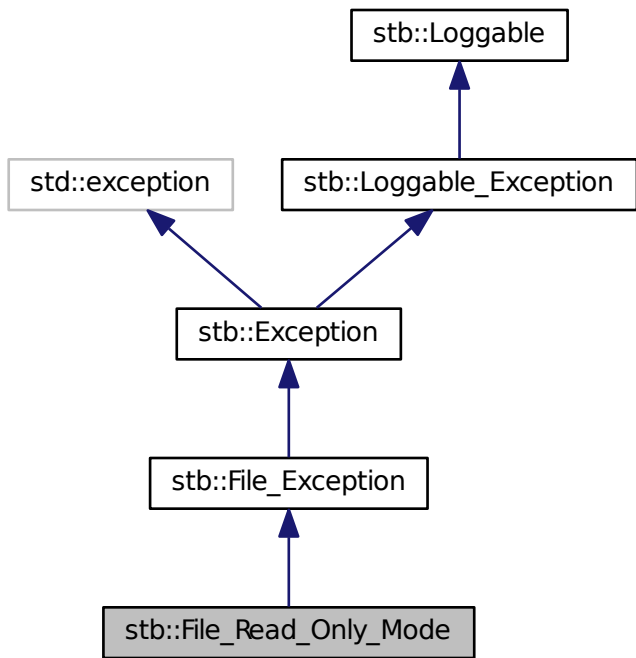 stb::Loggable
std::exception
stb::Loggable_Exception
stb::Exception
stb::File_Exception
stb::File_Read_Only_Mode